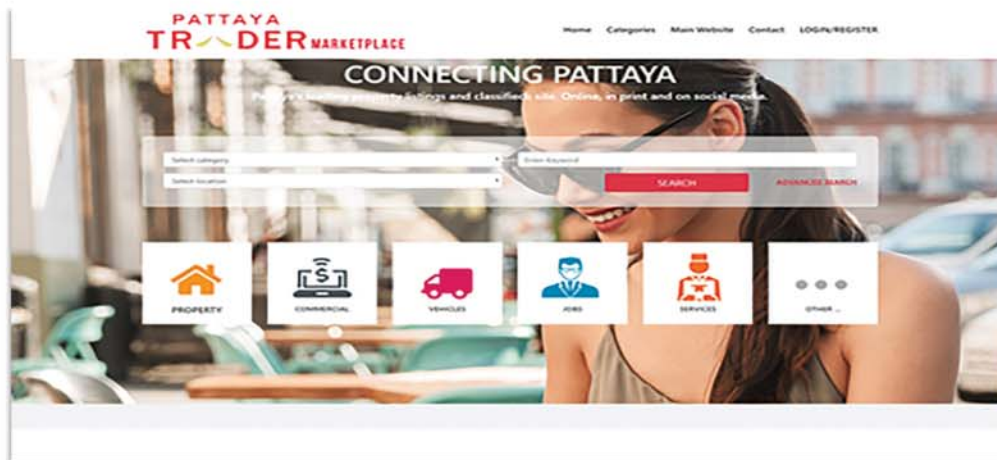 PATTAYA
TRADER MARKETPLACE
Home Categories Main Website Contact LOGIN/REGISTER
CONNECTING PATTAYA
Pattaya's leading property listings and classifieds site. Online, in print and on social media.
Select category
Enter Keyword
Select location
SEARCH
ADVANCED SEARCH
PROPERTY
COMMERCIAL
VEHICLES
JOBS
SERVICES
OTHER ...